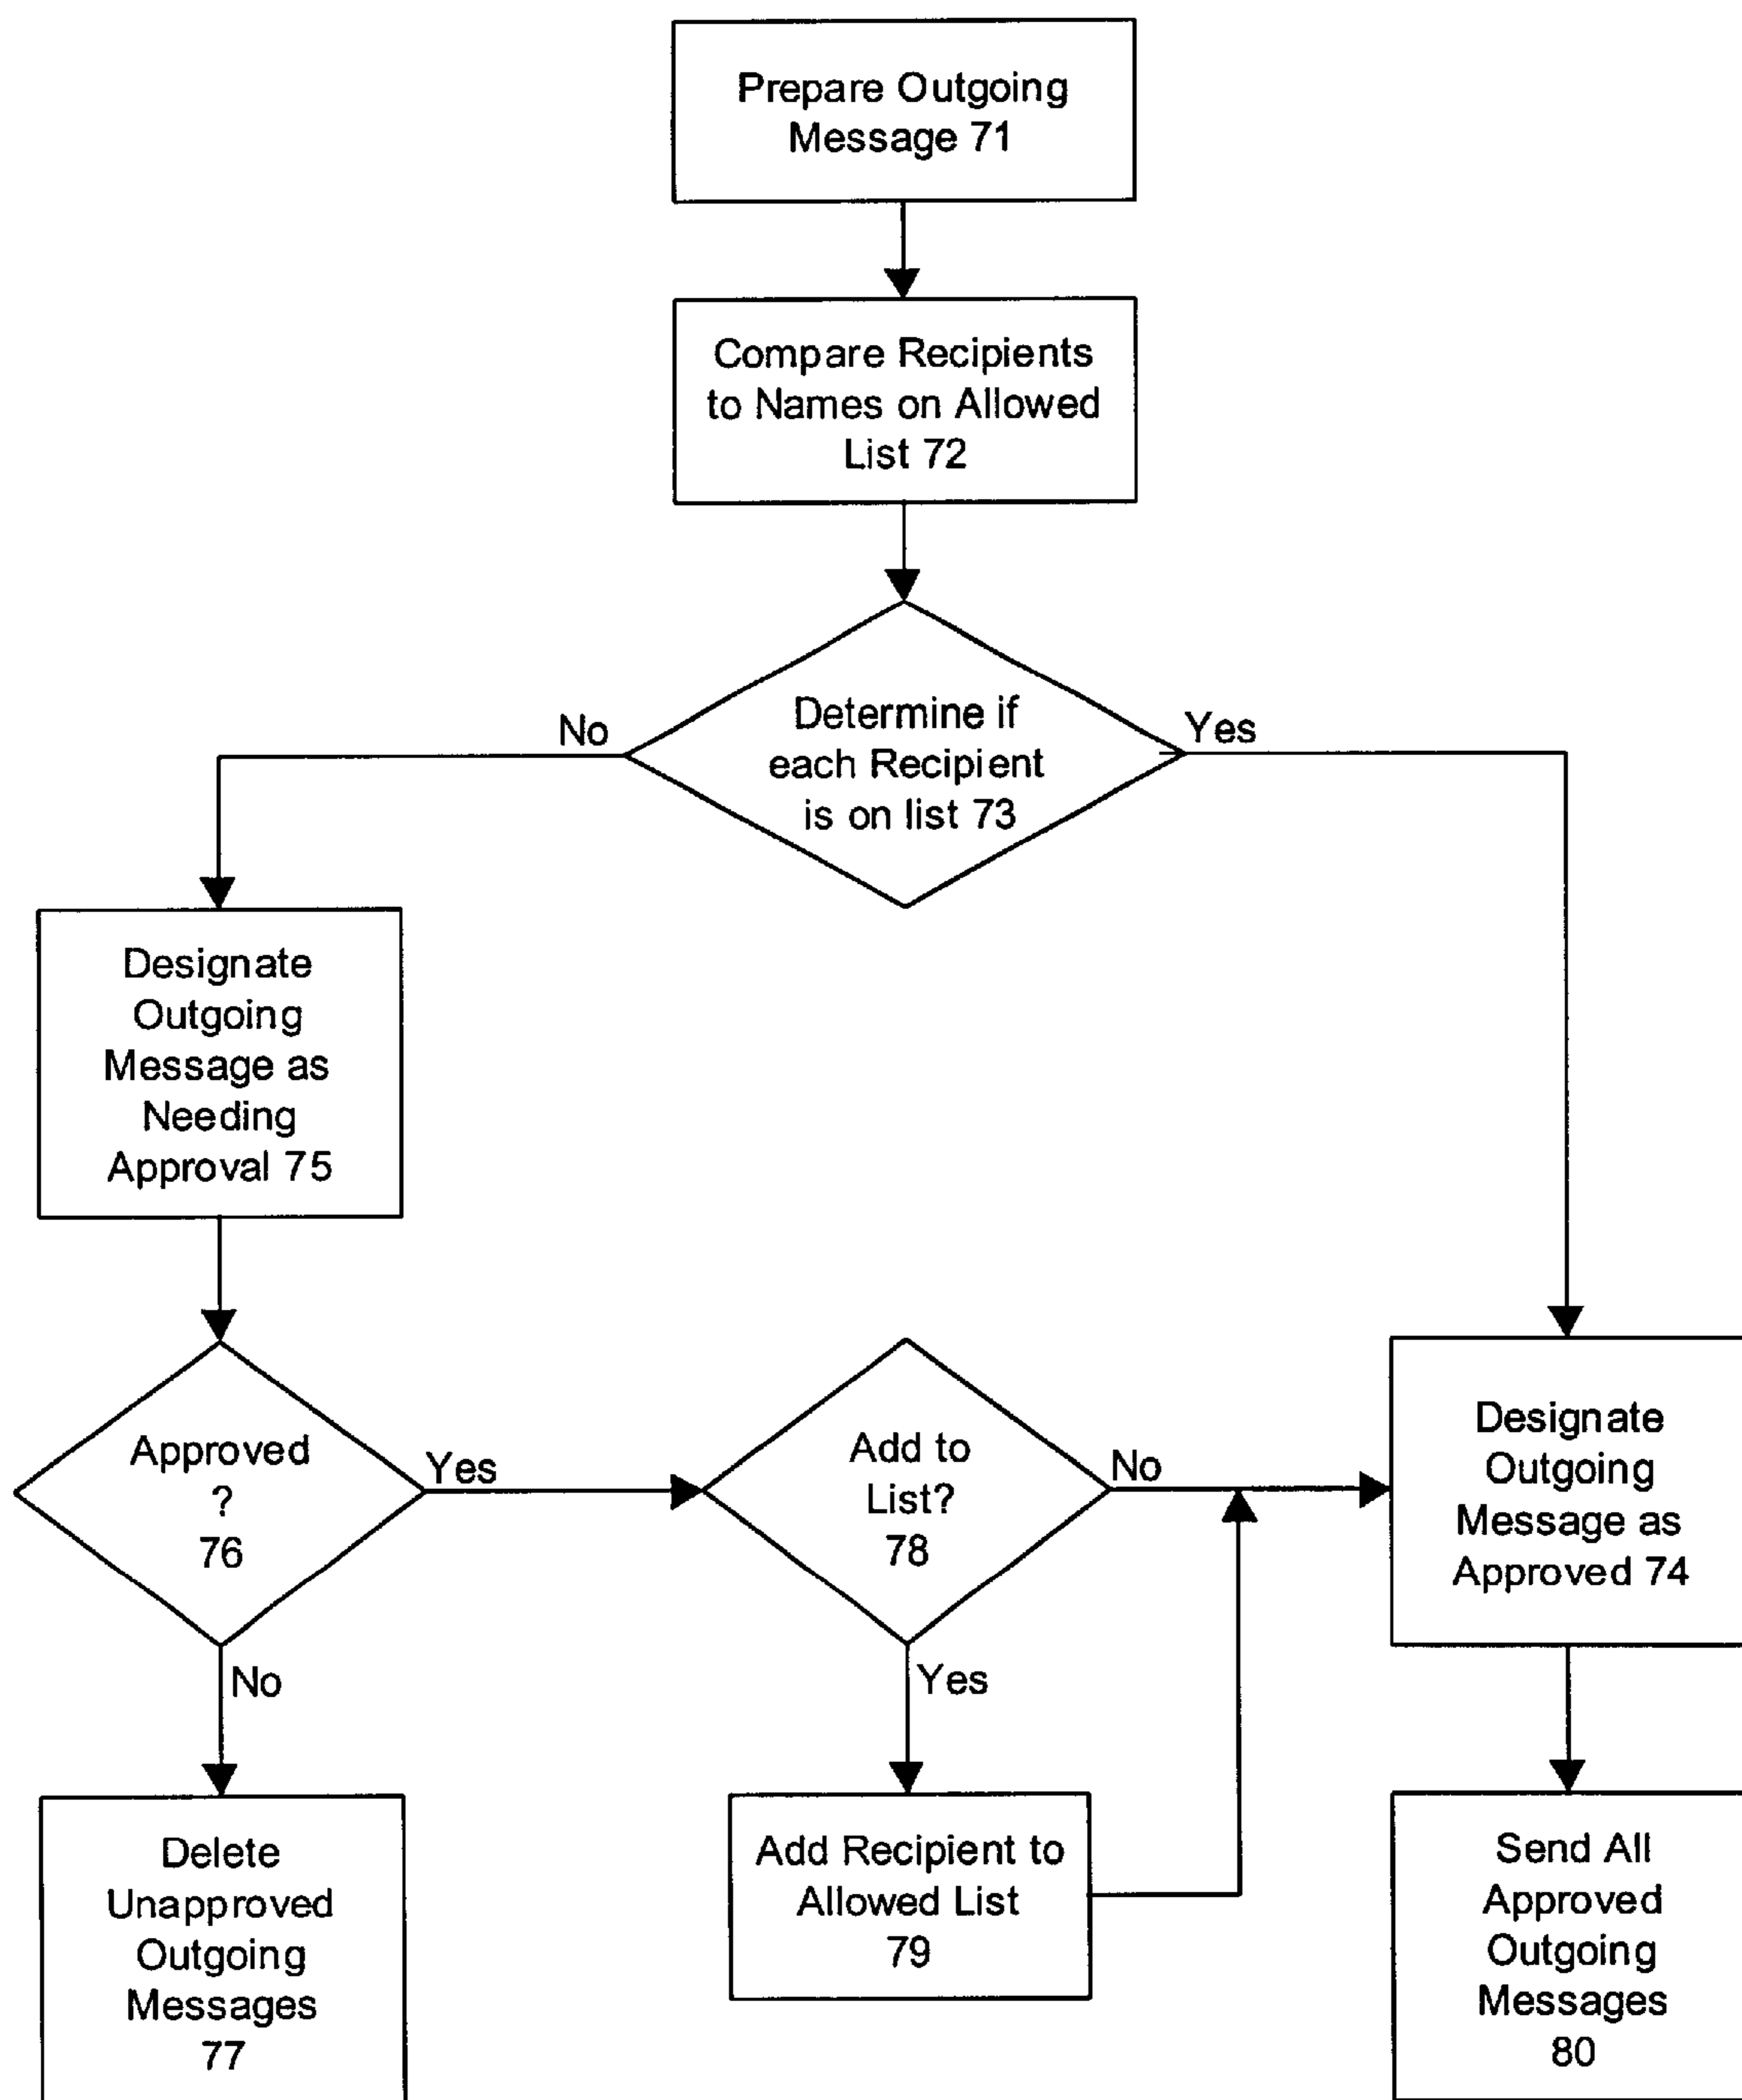 Prepare Outgoing
Message 71
Compare Recipients
to Names on Allowed
List 72
Determine if
each Recipient
is on list 73
No
Yes
Designate
Outgoing
Message as
Needing
Approval 75
Approved
?
76
Yes
No
Add to
List?
78
No
Yes
Designate
Outgoing
Message as
Approved 74
Delete
Unapproved
Outgoing
Messages
77
Add Recipient to
Allowed List
79
Send All
Approved
Outgoing
Messages
80